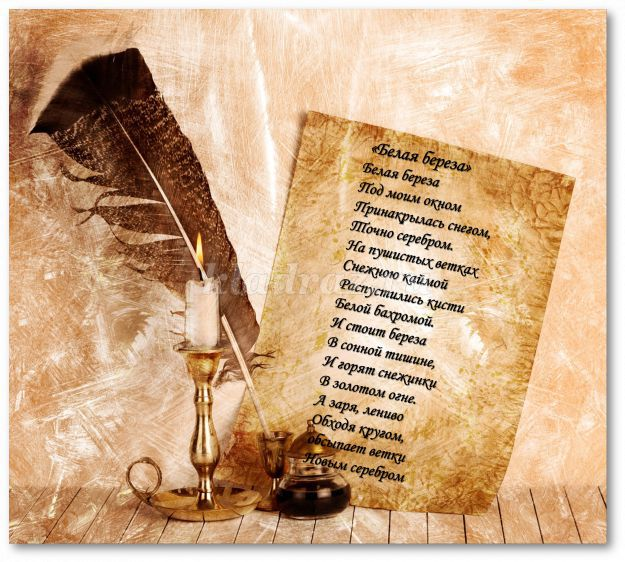 «Белая береза»
Белая береза
Под моим окном
Принакрылась снегом,
Точно серебром.
На пушистых ветках
Снежною каймой
Распустились кисти
Белой бахромой.
И стоит береза
В сонной тишине,
И горят снежинки
В золотом огне.
А заря, лениво
Обходя кругом,
обсыпает ветки
Новым серебром